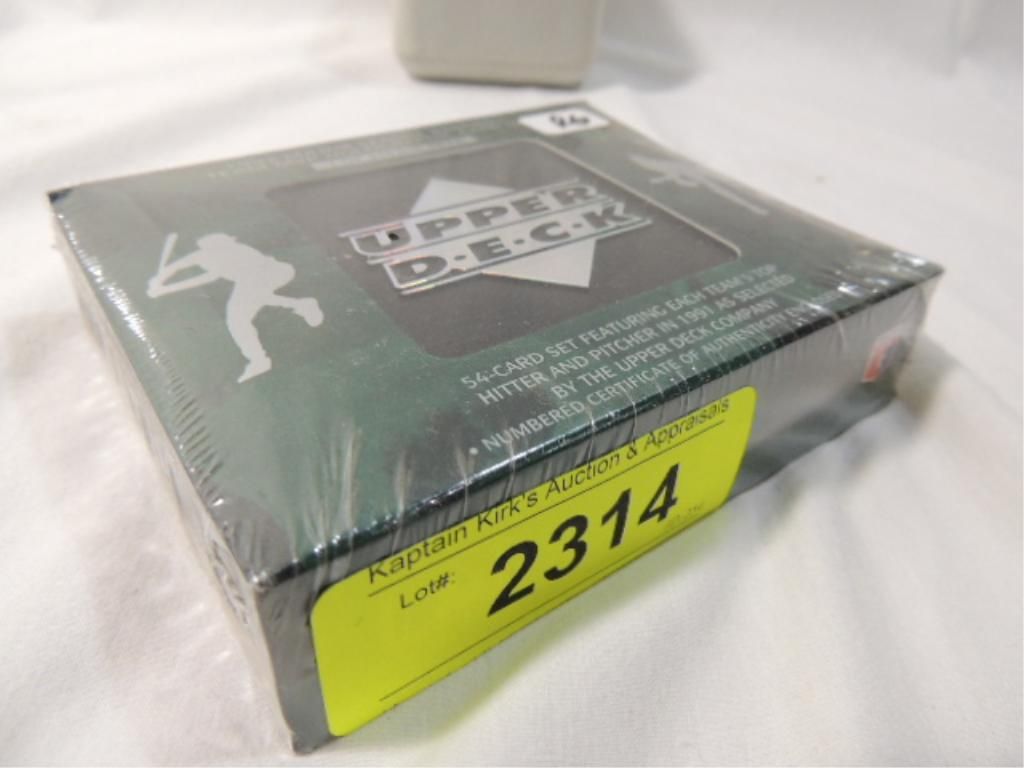 26
UPPER
D·E·C·K
54-CARD SET FEATURING EACH TEAM'S TOP
HITTER AND PITCHER IN 1991 AS SELECTED
BY THE UPPER DECK COMPANY
• NUMBERED CERTIFICATE OF AUTHENTICITY
Kaptain Kirk's Auction & Appraisals
Lot#: 2314